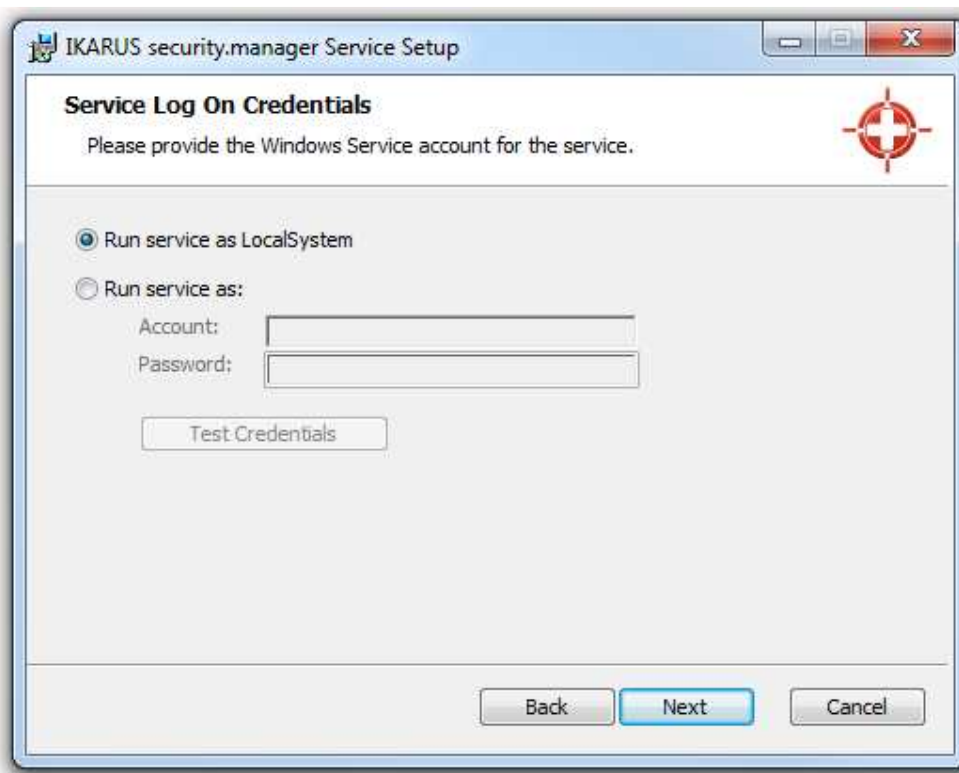 IKARUS security.manager Service Setup
Service Log On Credentials
Please provide the Windows Service account for the service.
Run service as LocalSystem
Run service as:
Account:
Password:
Test Credentials
Back Next Cancel